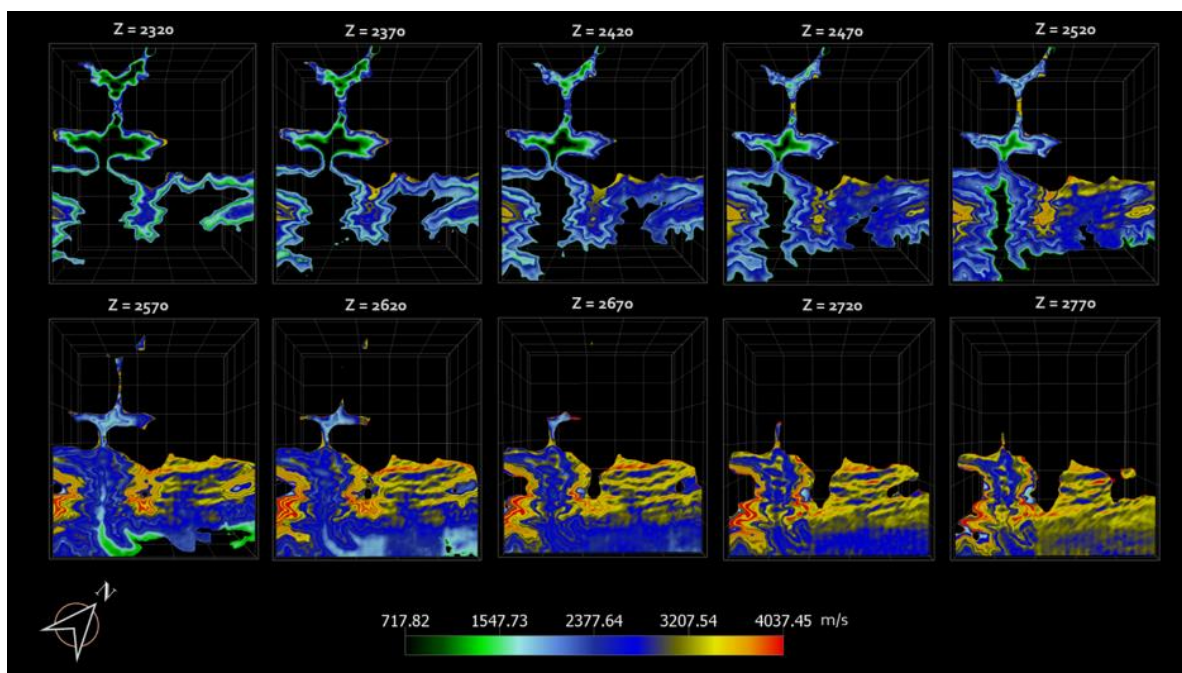 Z = 2320 Z = 2370 Z = 2420 Z = 2470 Z = 2520
Z = 2570 Z = 2620 Z = 2670 Z = 2720 Z = 2770
N
717.82 1547.73 2377.64 3207.54 4037.45 m/s